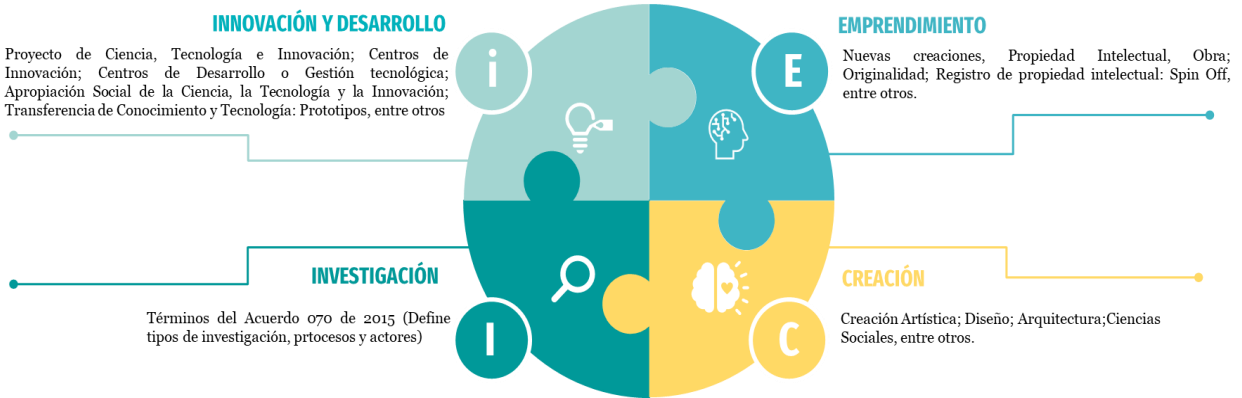 INNOVACIÓN Y DESARROLLO
Proyecto de Ciencia, Tecnología e Innovación; Centros de
Innovación; Centros de Desarrollo o Gestión tecnológica;
Apropiación Social de la Ciencia, la Tecnología y la Innovación;
Transferencia de Conocimiento y Tecnología: Prototipos, entre otros
i
E
EMPRENDIMIENTO
Nuevas creaciones, Propiedad Intelectual, Obra;
Originalidad; Registro de propiedad intelectual: Spin Off,
entre otros.
INVESTIGACIÓN
Términos del Acuerdo 070 de 2015 (Define
tipos de investigación, prtocesos y actores)
I
C
CREACIÓN
Creación Artística; Diseño; Arquitectura;Ciencias
Sociales, entre otros.